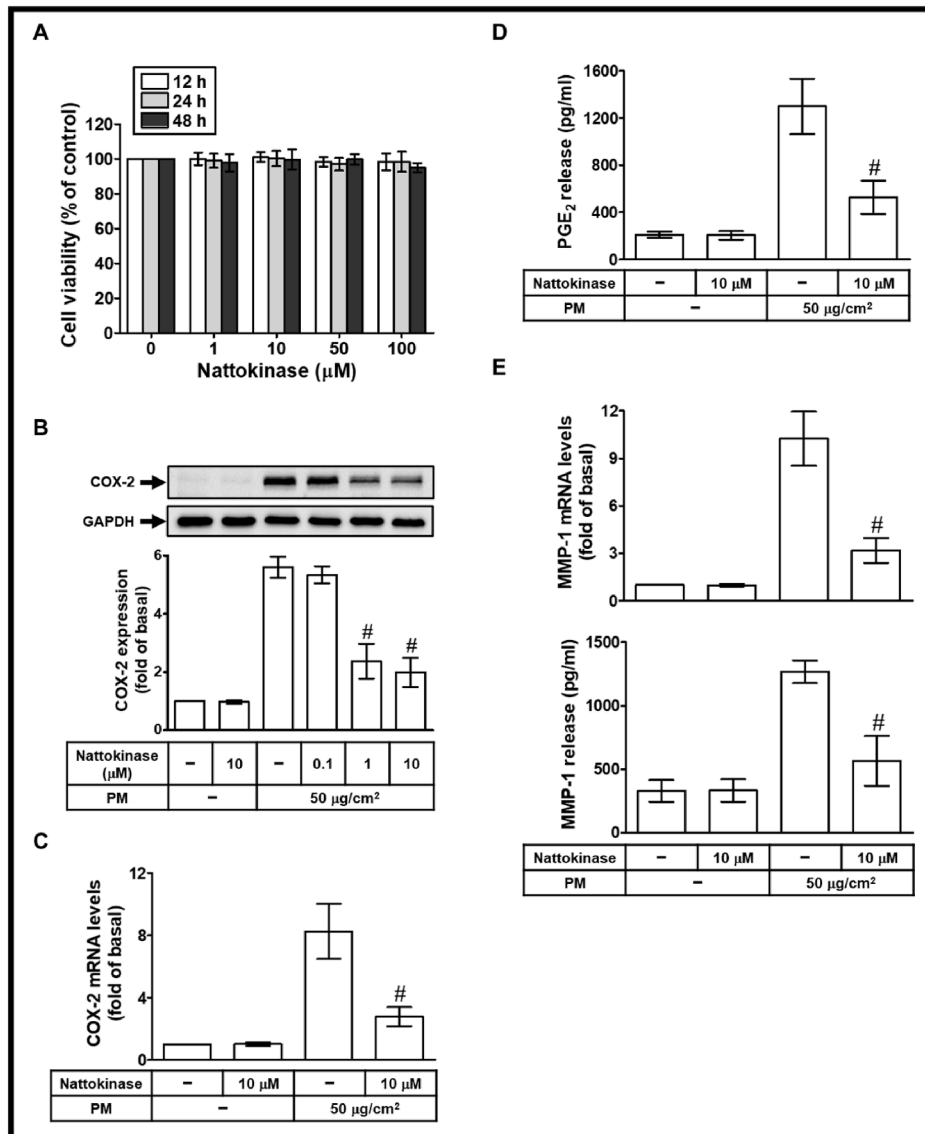 A
12 h
24 h
48 h
Cell viability (% of control)
120
100
80
60
40
20
0
0 1 10 50 100
Nattokinase (μM)
B
COX-2
GAPDH
COX-2 expression
(fold of basal)
6
4
2
0
Nattokinase (μM) – 10 – 0.1 1 10
PM – 50 μg/cm²
# #
C
COX-2 mRNA levels
(fold of basal)
12
8
4
0
#
Nattokinase – 10 μM – 10 μM
PM – 50 μg/cm²
D
PGE₂ release (pg/ml)
1600
1200
800
400
0
#
Nattokinase – 10 μM – 10 μM
PM – 50 μg/cm²
E
MMP-1 mRNA levels
(fold of basal)
12
9
6
3
0
#
MMP-1 release (pg/ml)
1500
1000
500
0
#
Nattokinase – 10 μM – 10 μM
PM – 50 μg/cm²